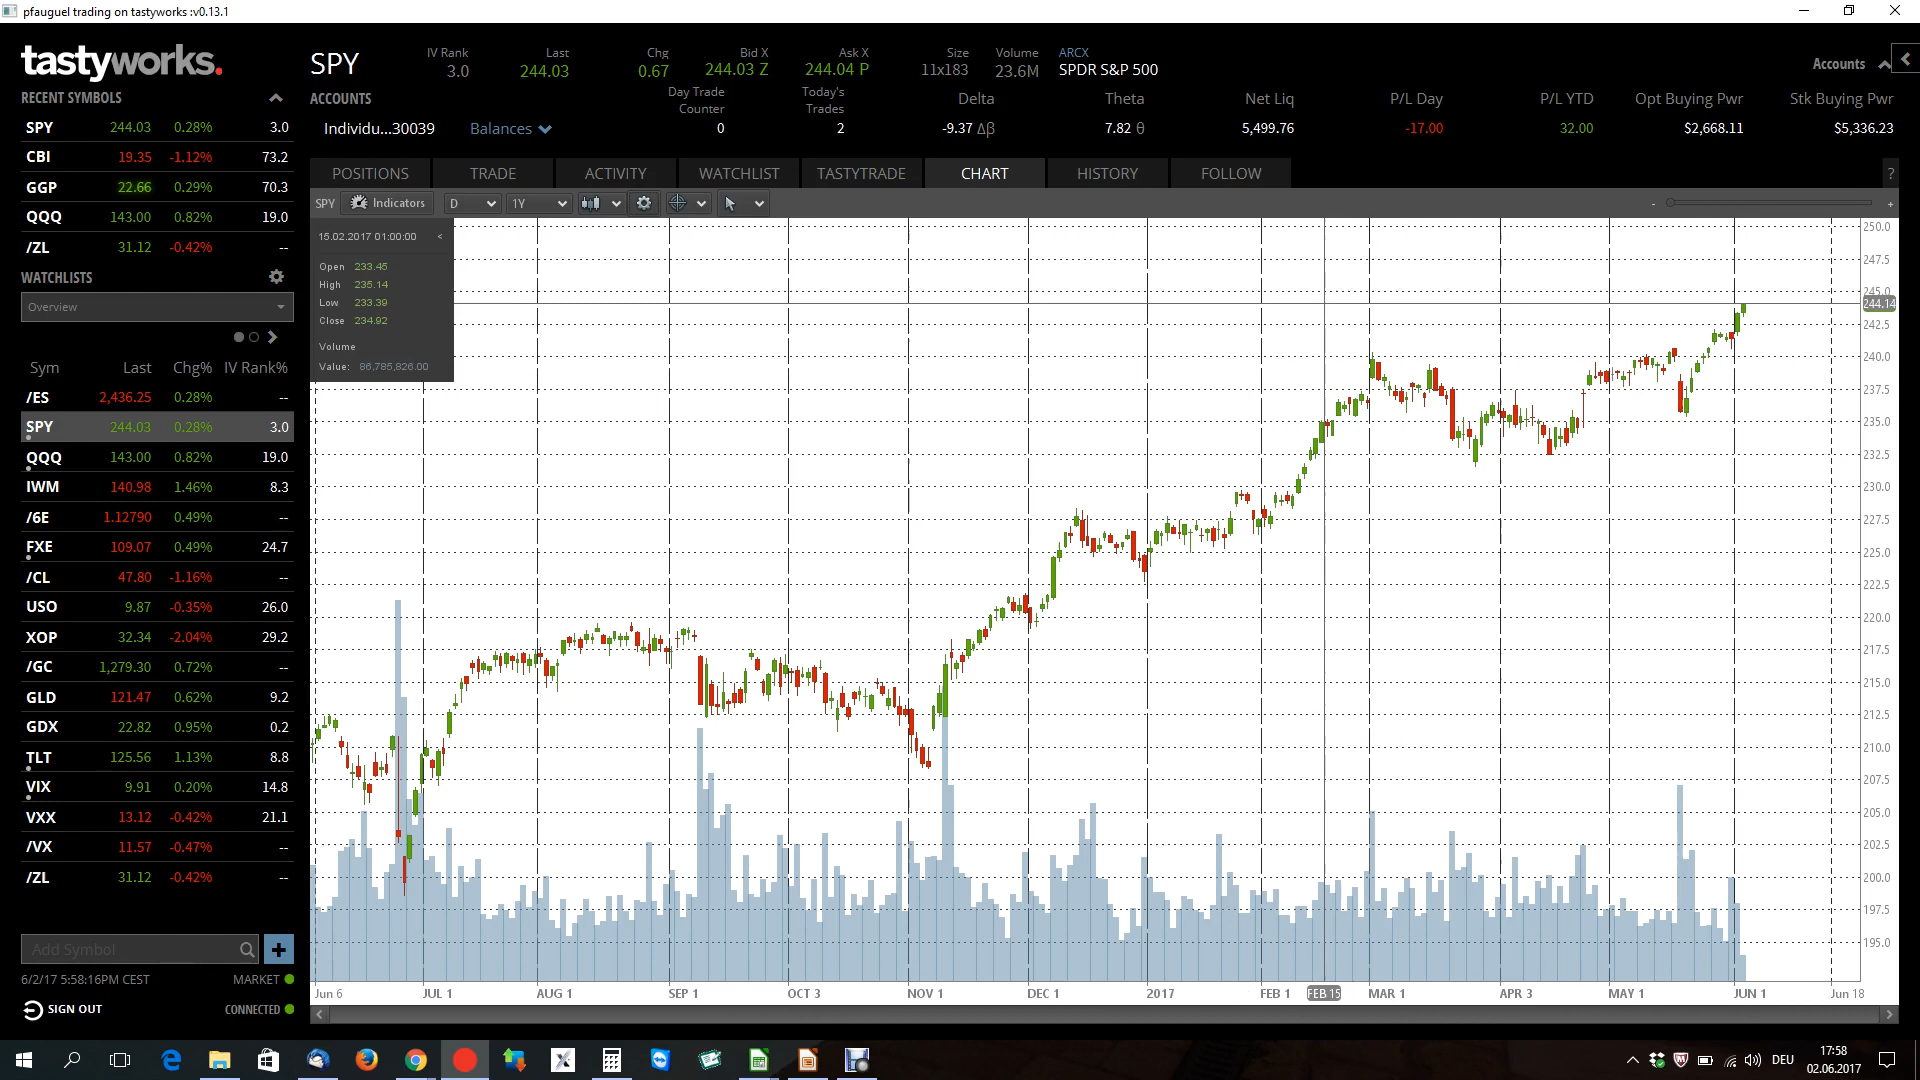 pfauguel trading on tastyworks :v0.13.1
tastyworks.
SPY
IV Rank
3.0
Last
244.03
Chg
0.67
Bid X
244.03 Z
Ask X
244.04 P
Size
11x183
Volume
23.6M
ARCX
SPDR S&P 500
Accounts
ACCOUNTS
Individu...30039
Balances
Day Trade Counter
0
Today's Trades
2
Delta
-9.37 Δβ
Theta
7.82 θ
Net Liq
5,499.76
P/L Day
-17.00
P/L YTD
32.00
Opt Buying Pwr
$2,668.11
Stk Buying Pwr
$5,336.23
RECENT SYMBOLS
SPY 244.03 0.28% 3.0
CBI 19.35 -1.12% 73.2
GGP 22.66 0.29% 70.3
QQQ 143.00 0.82% 19.0
/ZL 31.12 -0.42% --
WATCHLISTS
Overview
Sym Last Chg% IV Rank%
/ES 2,436.25 0.28% --
SPY 244.03 0.28% 3.0
QQQ 143.00 0.82% 19.0
IWM 140.98 1.46% 8.3
/6E 1.12790 0.49% --
FXE 109.07 0.49% 24.7
/CL 47.80 -1.16% --
USO 9.87 -0.35% 26.0
XOP 32.34 -2.04% 29.2
/GC 1,279.30 0.72% --
GLD 121.47 0.62% 9.2
GDX 22.82 0.95% 0.2
TLT 125.56 1.13% 8.8
VIX 9.91 0.20% 14.8
VXX 13.12 -0.42% 21.1
/VX 11.57 -0.47% --
/ZL 31.12 -0.42% --
Add Symbol
6/2/17 5:58:16PM CEST MARKET
SIGN OUT CONNECTED
POSITIONS TRADE ACTIVITY WATCHLIST TASTYTRADE CHART HISTORY FOLLOW ?
SPY Indicators D 1Y - +
15.02.2017 01:00:00 <
Open 233.45
High 235.14
Low 233.39
Close 234.92
Volume
Value: 86,785,826.00
250.0
247.5
245.0
244.14
242.5
240.0
237.5
235.0
232.5
230.0
227.5
225.0
222.5
220.0
217.5
215.0
212.5
210.0
207.5
205.0
202.5
200.0
197.5
195.0
Jun 6 JUL 1 AUG 1 SEP 1 OCT 3 NOV 1 DEC 1 2017 FEB 1 FEB 15 MAR 1 APR 3 MAY 1 JUN 1 Jun 18
DEU
17:58
02.06.2017